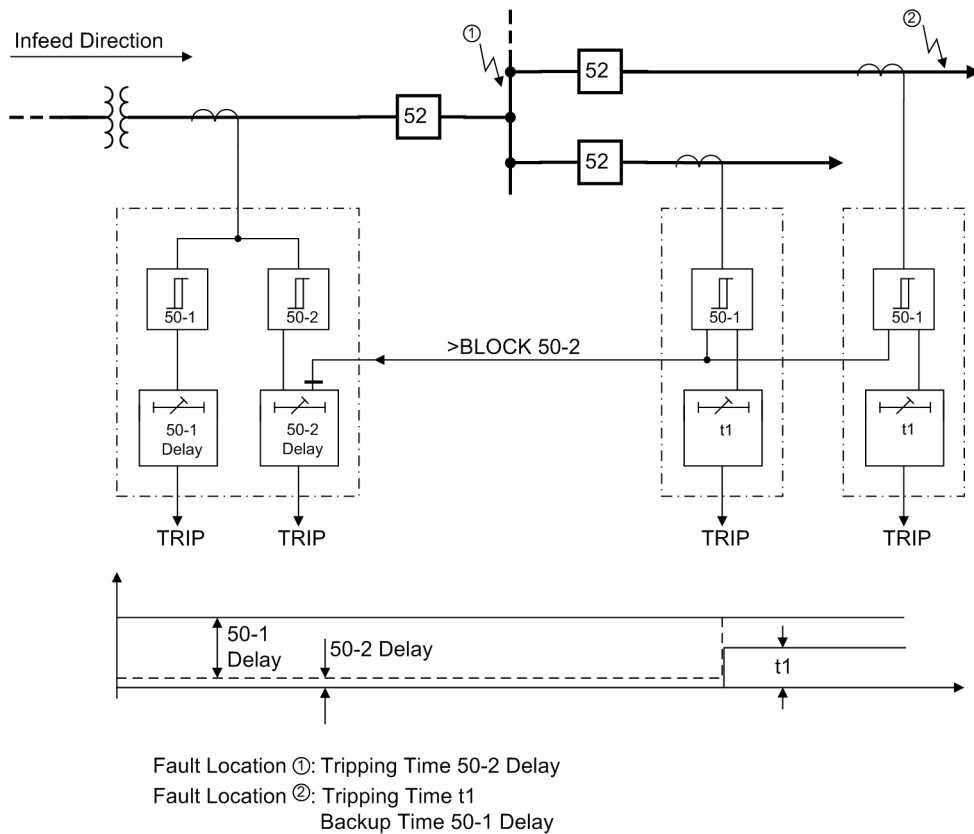 ①
②
Infeed Direction
52
52
52
50-1
50-2
50-1
50-1
>BLOCK 50-2
50-1
Delay
50-2
Delay
t1
t1
TRIP
TRIP
TRIP
TRIP
50-1
Delay
50-2 Delay
t1
Fault Location ①: Tripping Time 50-2 Delay
Fault Location ②: Tripping Time t1
Backup Time 50-1 Delay